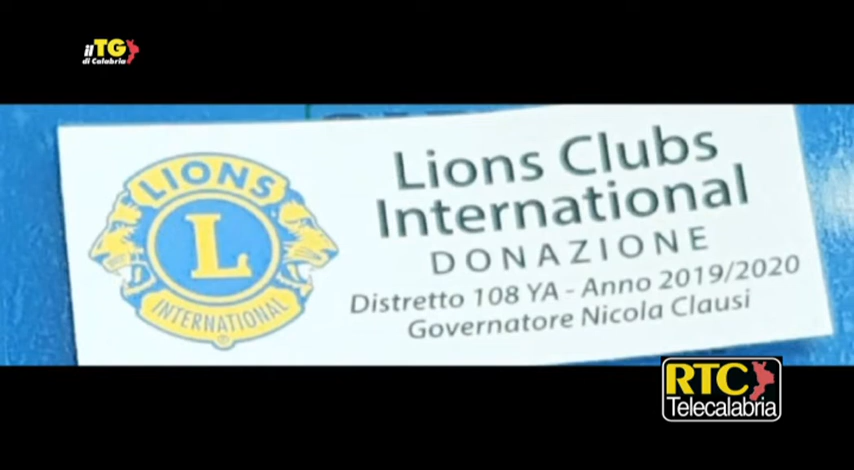 il TG
di Calabria
LIONS
L
INTERNATIONAL
®
Lions Clubs
International
DONAZIONE
Distretto 108 YA - Anno 2019/2020
Governatore Nicola Clausi
RTC
Telecalabria